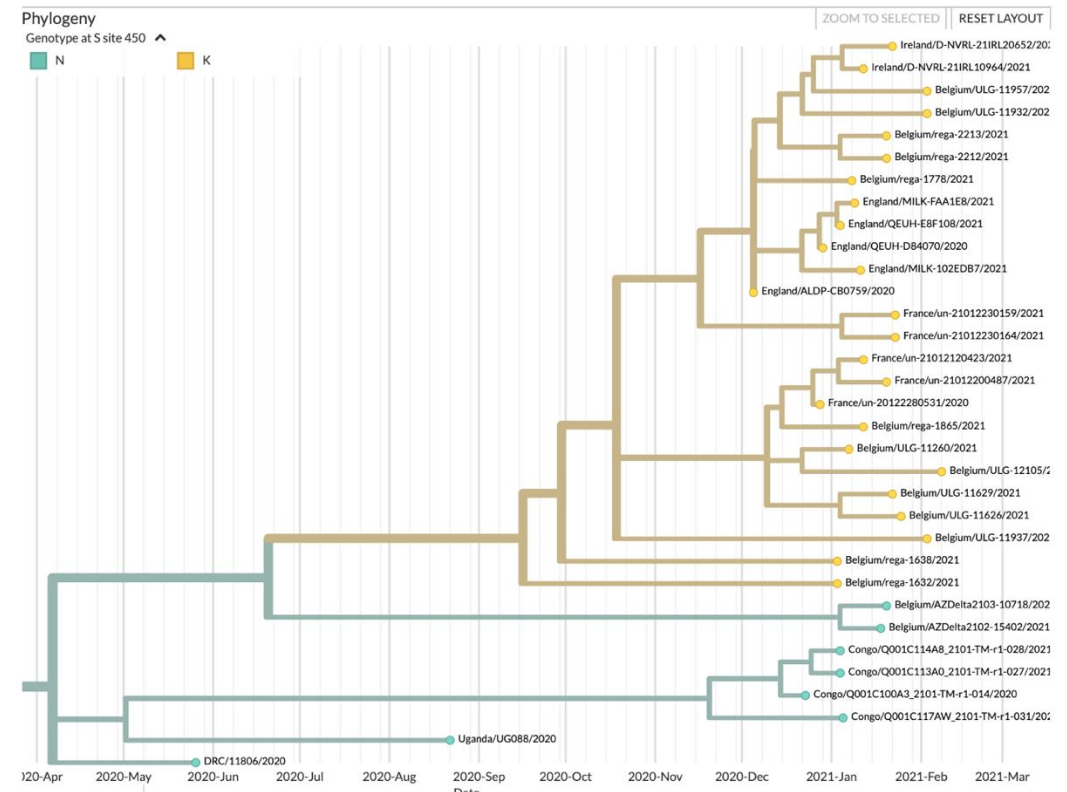 Phylogeny
ZOOM TO SELECTED
RESET LAYOUT
Genotype at S site 450
N
K
Ireland/D-NVRL-21IRL20652/202
Ireland/D-NVRL-21IRL10964/2021
Belgium/ULG-11957/202
Belgium/ULG-11932/202
Belgium/rega-2213/2021
Belgium/rega-2212/2021
Belgium/rega-1778/2021
England/MILK-FAA1E8/2021
England/QEUH-E8F108/2021
England/QEUH-D84070/2020
England/MILK-102EDB7/2021
England/ALDP-CB0759/2020
France/un-21012230159/2021
France/un-21012230164/2021
France/un-21012120423/2021
France/un-21012200487/2021
France/un-20122280531/2020
Belgium/rega-1865/2021
Belgium/ULG-11260/2021
Belgium/ULG-12105/2
Belgium/ULG-11629/2021
Belgium/ULG-11626/2021
Belgium/ULG-11937/202
Belgium/rega-1638/2021
Belgium/rega-1632/2021
Belgium/AZDelta2103-10718/202
Belgium/AZDelta2102-15402/2021
Congo/Q001C114A8_2101-TM-r1-028/2021
Congo/Q001C113A0_2101-TM-r1-027/2021
Congo/Q001C100A3_2101-TM-r1-014/2020
Congo/Q001C117AW_2101-TM-r1-031/202
Uganda/UG088/2020
DRC/11806/2020
20-Apr 2020-May 2020-Jun 2020-Jul 2020-Aug 2020-Sep 2020-Oct 2020-Nov 2020-Dec 2021-Jan 2021-Feb 2021-Mar
Date